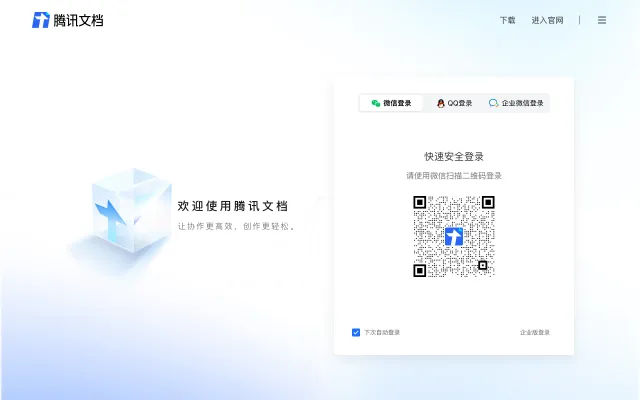 腾讯文档
下载 进入官网
微信登录 QQ登录 企业微信登录
快速安全登录
请使用微信扫描二维码登录
欢迎使用腾讯文档
让协作更高效，创作更轻松。
下次自动登录 企业版登录